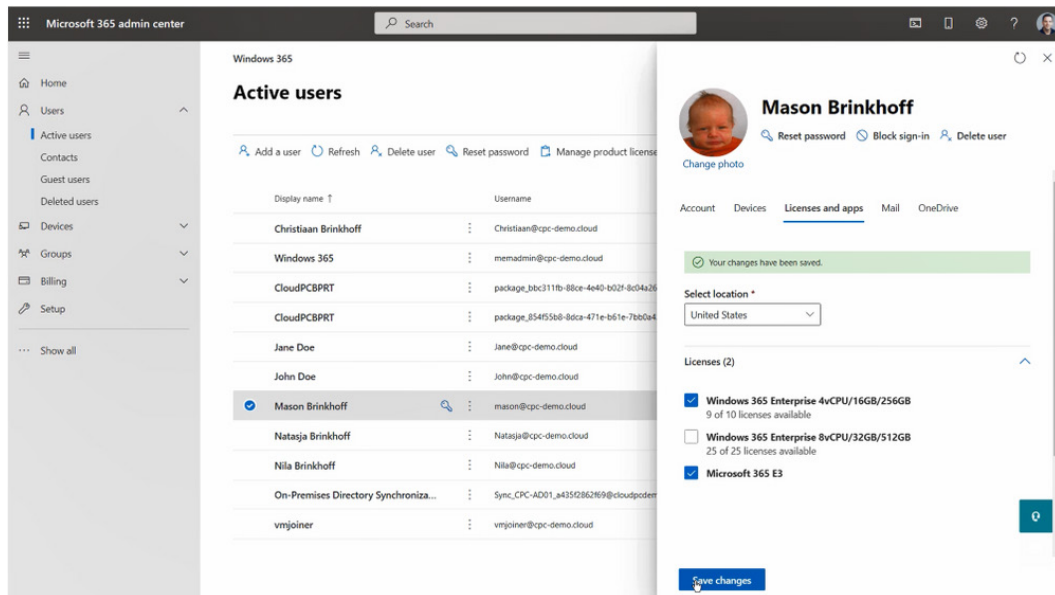 Microsoft 365 admin center
Search
?
Home
Users
Active users
Contacts
Guest users
Deleted users
Devices
Groups
Billing
Setup
Show all
Windows 365
Active users
Add a user Refresh Delete user Reset password Manage product license
Display name ↑ Username
Christiaan Brinkhoff Christiaan@cpc-demo.cloud
Windows 365 memadmin@cpc-demo.cloud
CloudPCBPRT package_bbc311fb-88ce-4e40-b02f-8c04a26
CloudPCBPRT package_854f55b8-8dca-471e-b61e-7bb0a4
Jane Doe Jane@cpc-demo.cloud
John Doe John@cpc-demo.cloud
Mason Brinkhoff mason@cpc-demo.cloud
Natasja Brinkhoff Natasja@cpc-demo.cloud
Nila Brinkhoff Nila@cpc-demo.cloud
On-Premises Directory Synchroniza... Sync_CPC-AD01_a435f2862f69@cloudpcdem
vmjoiner vmjoiner@cpc-demo.cloud
Mason Brinkhoff
Reset password Block sign-in Delete user
Change photo
Account Devices Licenses and apps Mail OneDrive
Your changes have been saved.
Select location *
United States
Licenses (2)
Windows 365 Enterprise 4vCPU/16GB/256GB
9 of 10 licenses available
Windows 365 Enterprise 8vCPU/32GB/512GB
25 of 25 licenses available
Microsoft 365 E3
Save changes